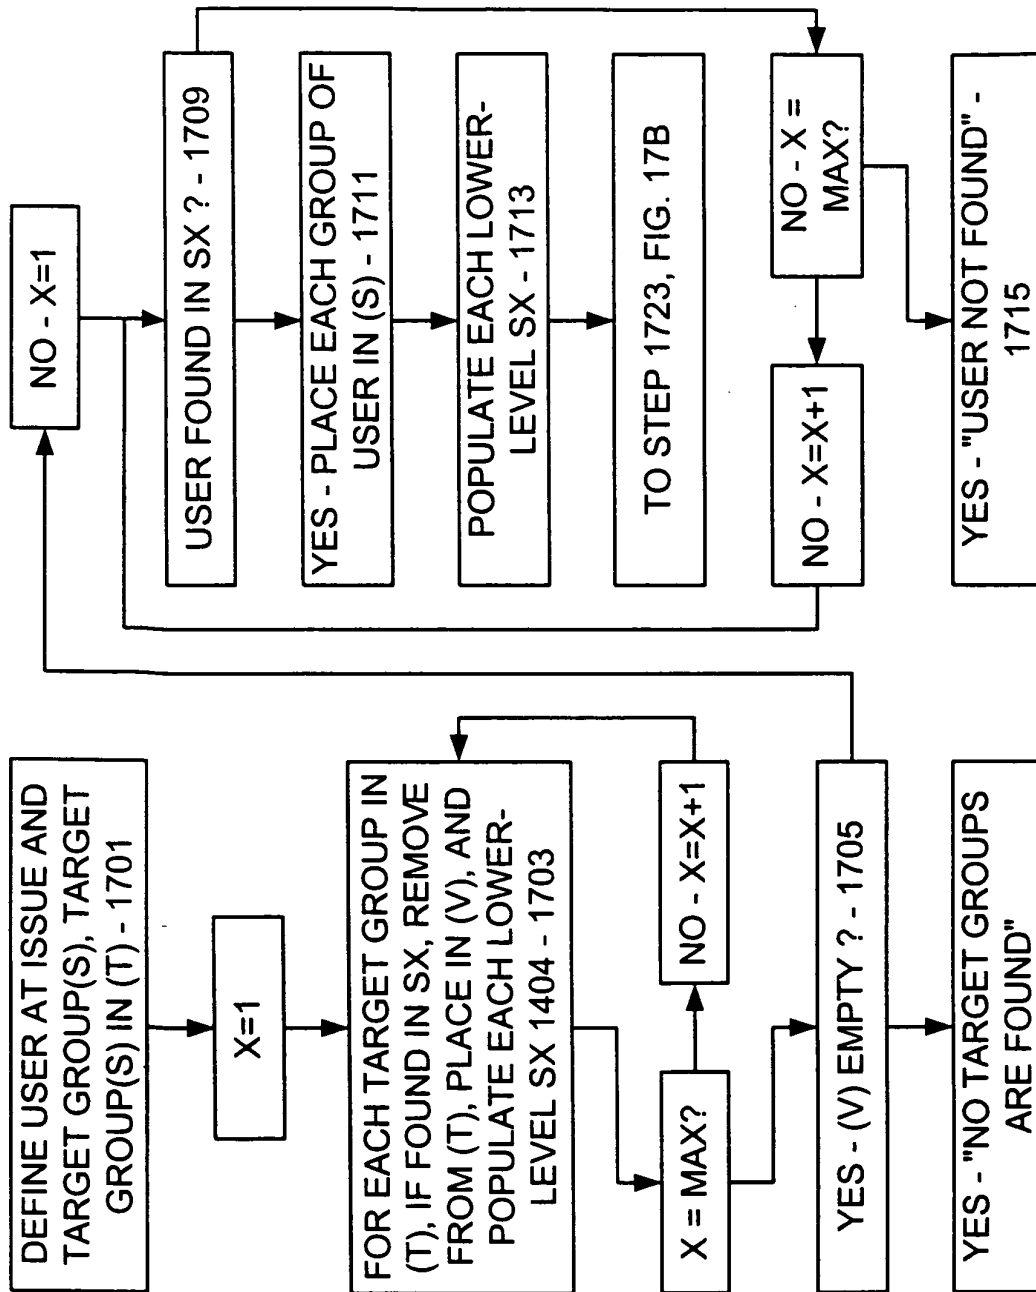 DEFINE USER AT ISSUE AND
TARGET GROUP(S), TARGET
GROUP(S) IN (T) - 1701
X=1
FOR EACH TARGET GROUP IN
(T), IF FOUND IN SX, REMOVE
FROM (T), PLACE IN (V), AND
POPULATE EACH LOWER-
LEVEL SX 1404 - 1703
X = MAX?
NO - X=X+1
YES - (V) EMPTY ? - 1705
YES - "NO TARGET GROUPS
ARE FOUND"
NO - X=1
USER FOUND IN SX ? - 1709
YES - PLACE EACH GROUP OF
USER IN (S) - 1711
POPULATE EACH LOWER-
LEVEL SX - 1713
TO STEP 1723, FIG. 17B
NO - X =
MAX?
NO - X=X+1
YES - "USER NOT FOUND" -
1715